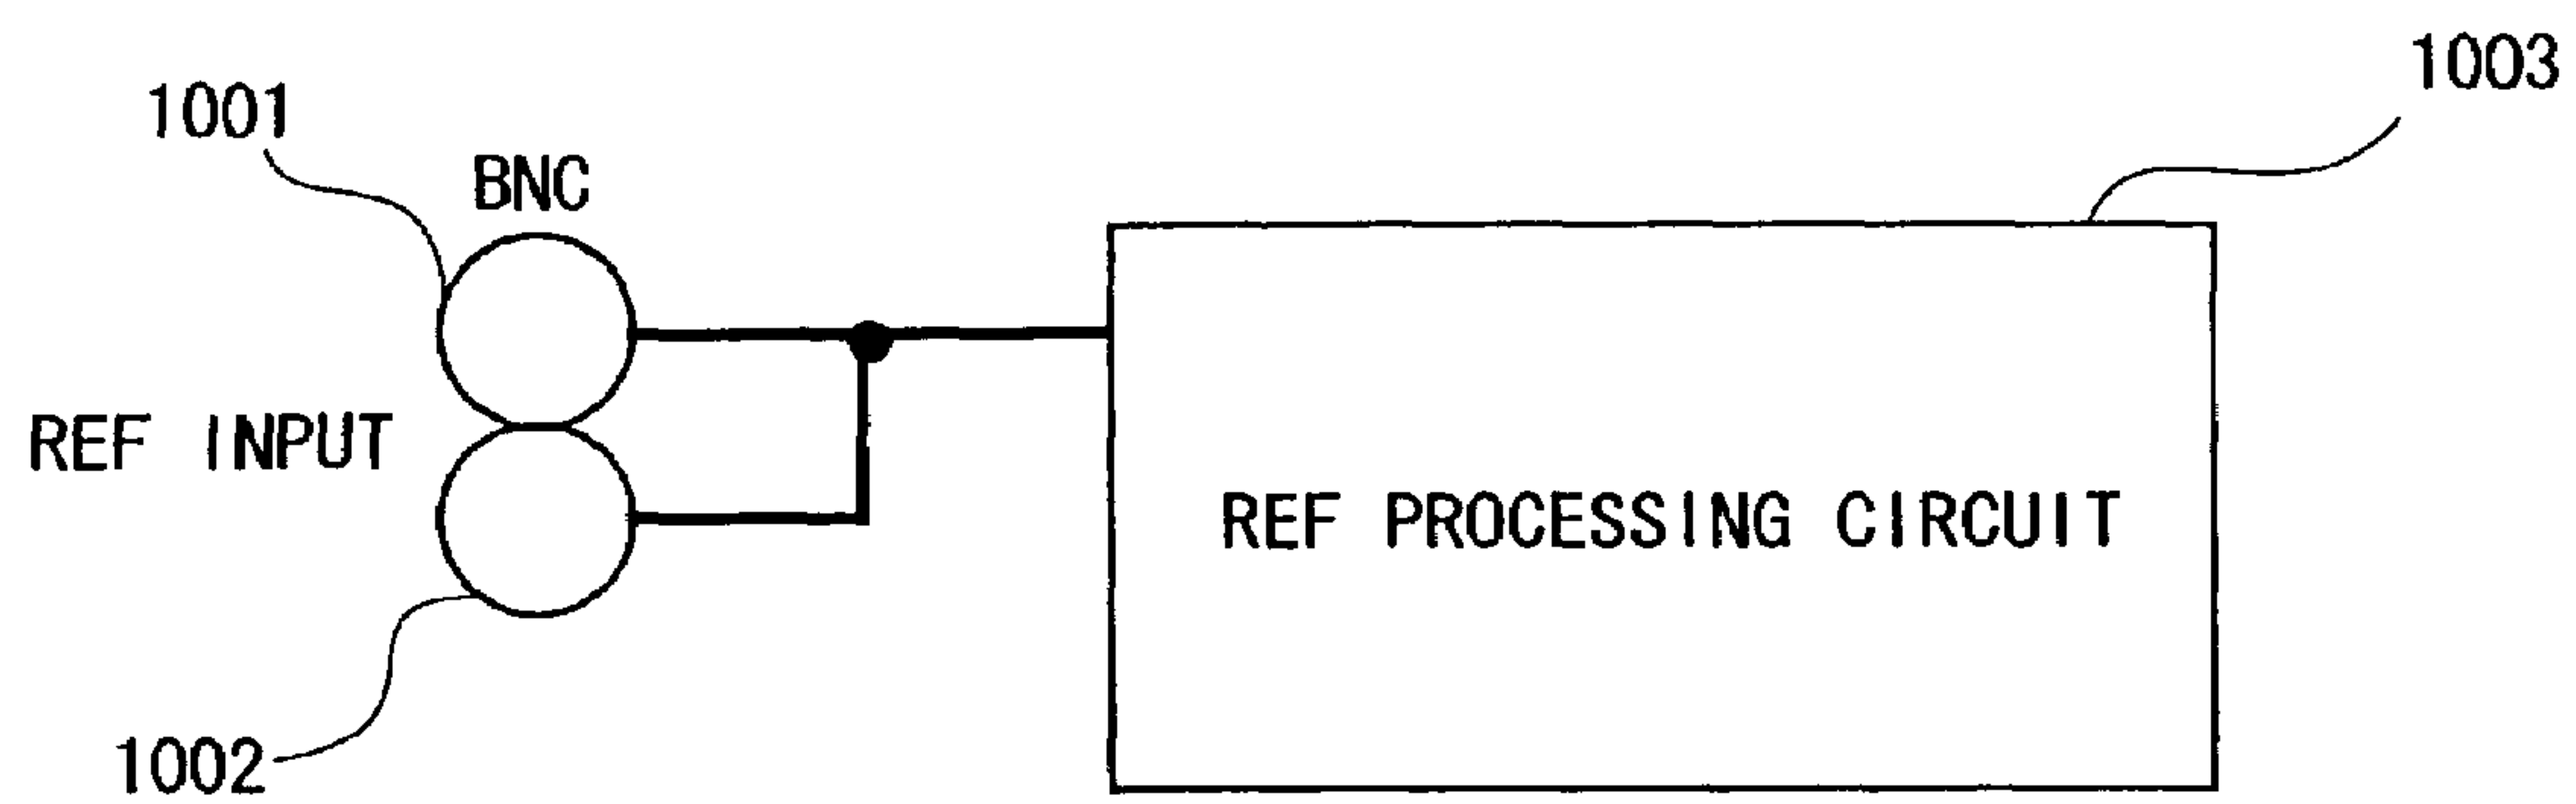 1003
1001
BNC
REF INPUT
REF PROCESSING CIRCUIT
1002